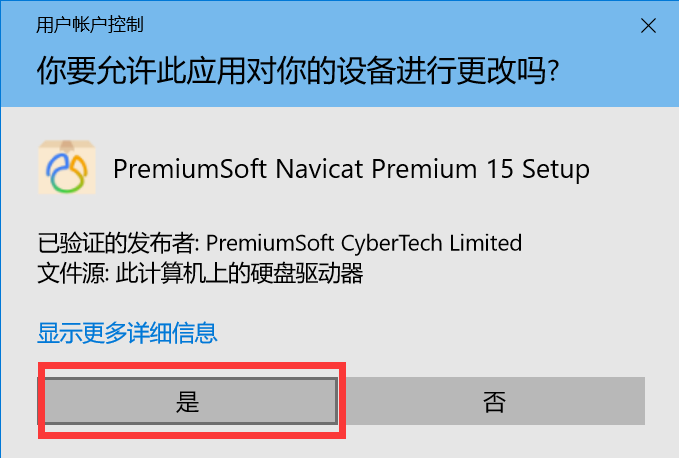 用户帐户控制
你要允许此应用对你的设备进行更改吗?
PremiumSoft Navicat Premium 15 Setup
已验证的发布者: PremiumSoft CyberTech Limited
文件源: 此计算机上的硬盘驱动器
显示更多详细信息
是
否